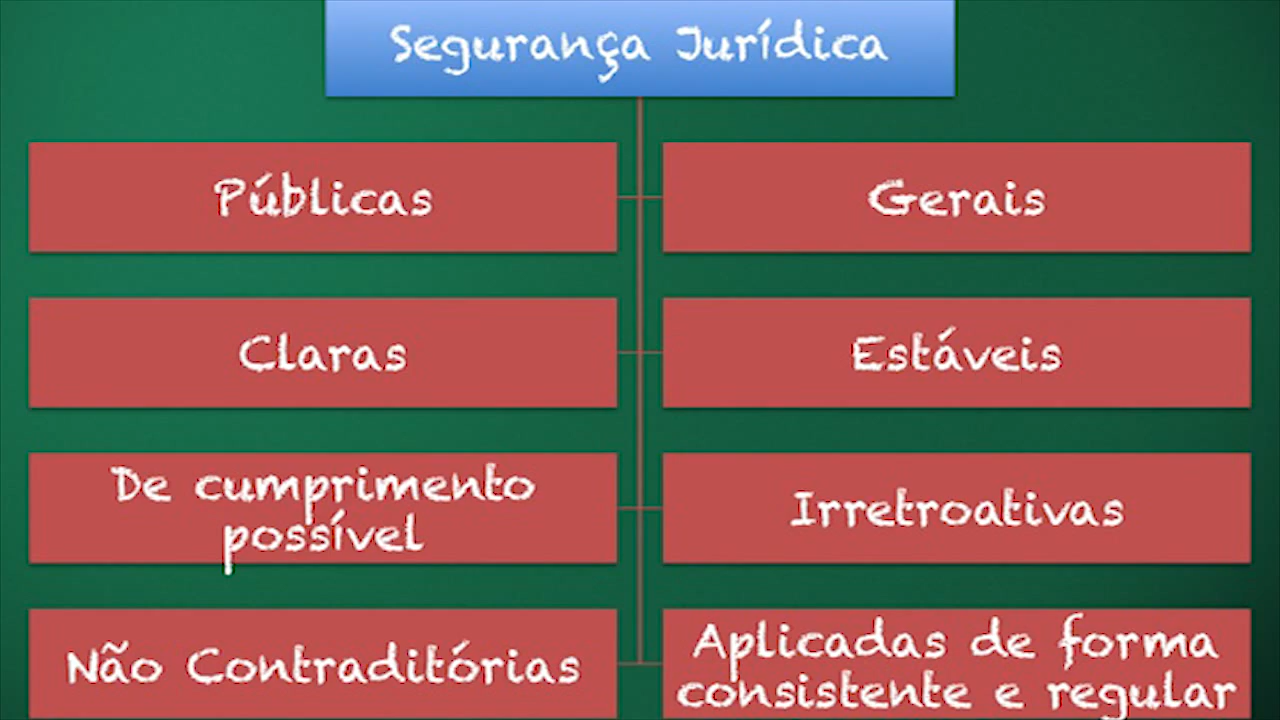 Segurança Jurídica
Públicas
Gerais
Claras
Estáveis
De cumprimento
possível
Irretroativas
Não Contraditórias
Aplicadas de forma
consistente e regular